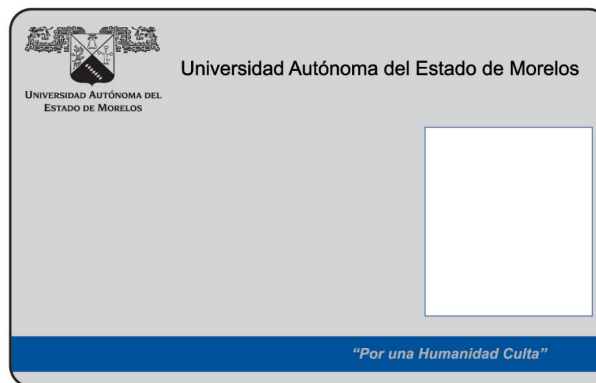 Universidad Autónoma del Estado de Morelos
UNIVERSIDAD AUTÓNOMA DEL
ESTADO DE MORELOS
“Por una Humanidad Culta”